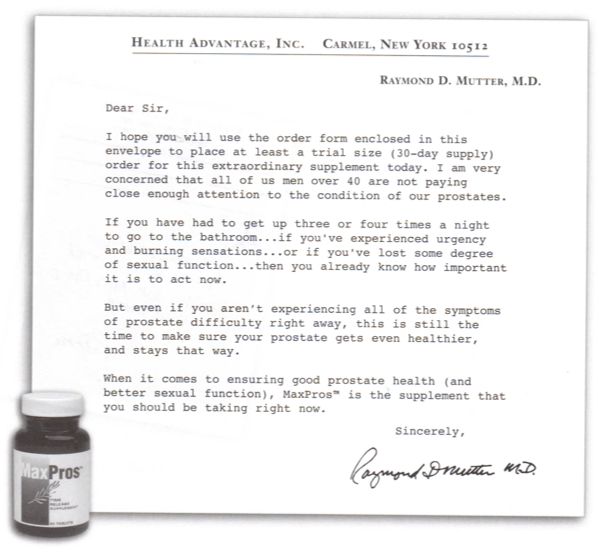 HEALTH ADVANTAGE, INC. CARMEL, NEW YORK 10512
RAYMOND D. MUTTER, M.D.
Dear Sir,
I hope you will use the order form enclosed in this
envelope to place at least a trial size (30-day supply)
order for this extraordinary supplement today. I am very
concerned that all of us men over 40 are not paying
close enough attention to the condition of our prostates.
If you have had to get up three or four times a night
to go to the bathroom...if you've experienced urgency
and burning sensations...or if you've lost some degree
of sexual function...then you already know how important
it is to act now.
But even if you aren't experiencing all of the symptoms
of prostate difficulty right away, this is still the
time to make sure your prostate gets even healthier,
and stays that way.
When it comes to ensuring good prostate health (and
better sexual function), MaxPros™ is the supplement that
you should be taking right now.
Sincerely,
Raymond D Mutter M.D.
MaxPros™
TIME
RELEASE
SUPPLEMENT
TABLETS